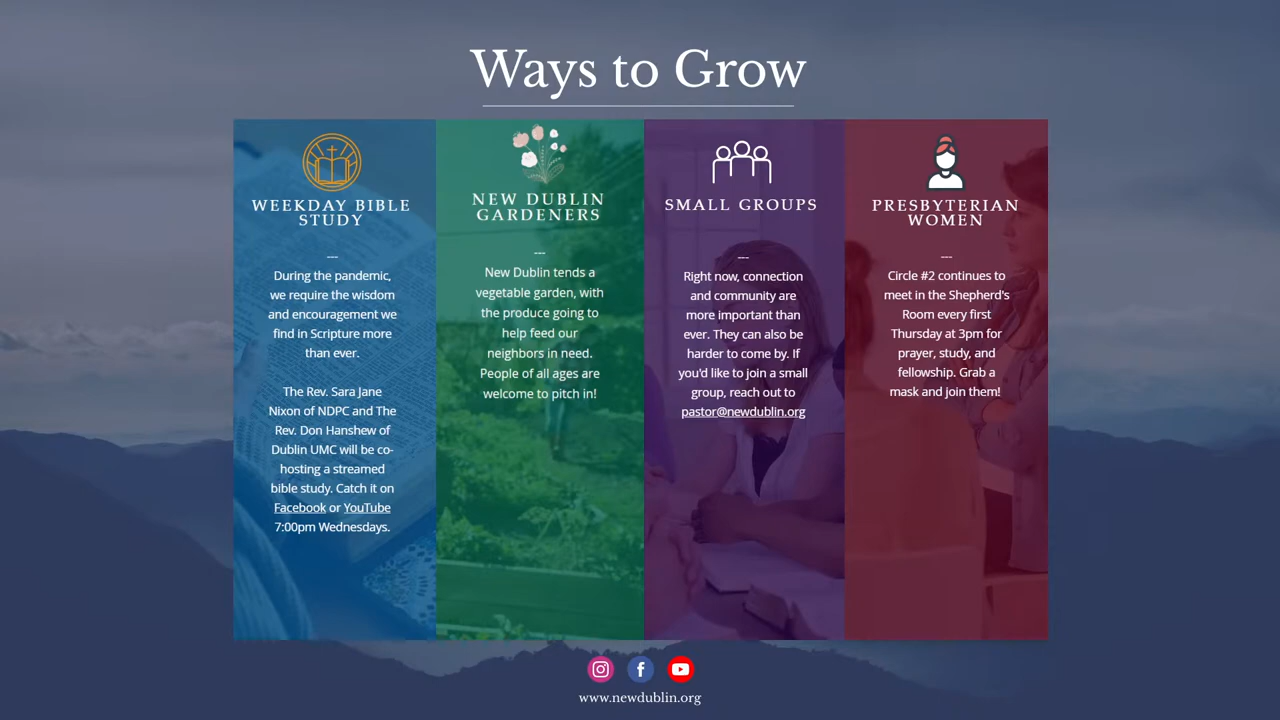 Ways to Grow
WEEKDAY BIBLE
STUDY
---
During the pandemic,
we require the wisdom
and encouragement we
find in Scripture more
than ever.
The Rev. Sara Jane
Nixon of NDPC and The
Rev. Don Hanshew of
Dublin UMC will be co-
hosting a streamed
bible study. Catch it on
Facebook or YouTube
7:00pm Wednesdays.
NEW DUBLIN
GARDENERS
---
New Dublin tends a
vegetable garden, with
the produce going to
help feed our
neighbors in need.
People of all ages are
welcome to pitch in!
SMALL GROUPS
---
Right now, connection
and community are
more important than
ever. They can also be
harder to come by. If
you'd like to join a small
group, reach out to
pastor@newdublin.org
PRESBYTERIAN
WOMEN
---
Circle #2 continues to
meet in the Shepherd's
Room every first
Thursday at 3pm for
prayer, study, and
fellowship. Grab a
mask and join them!
www.newdublin.org